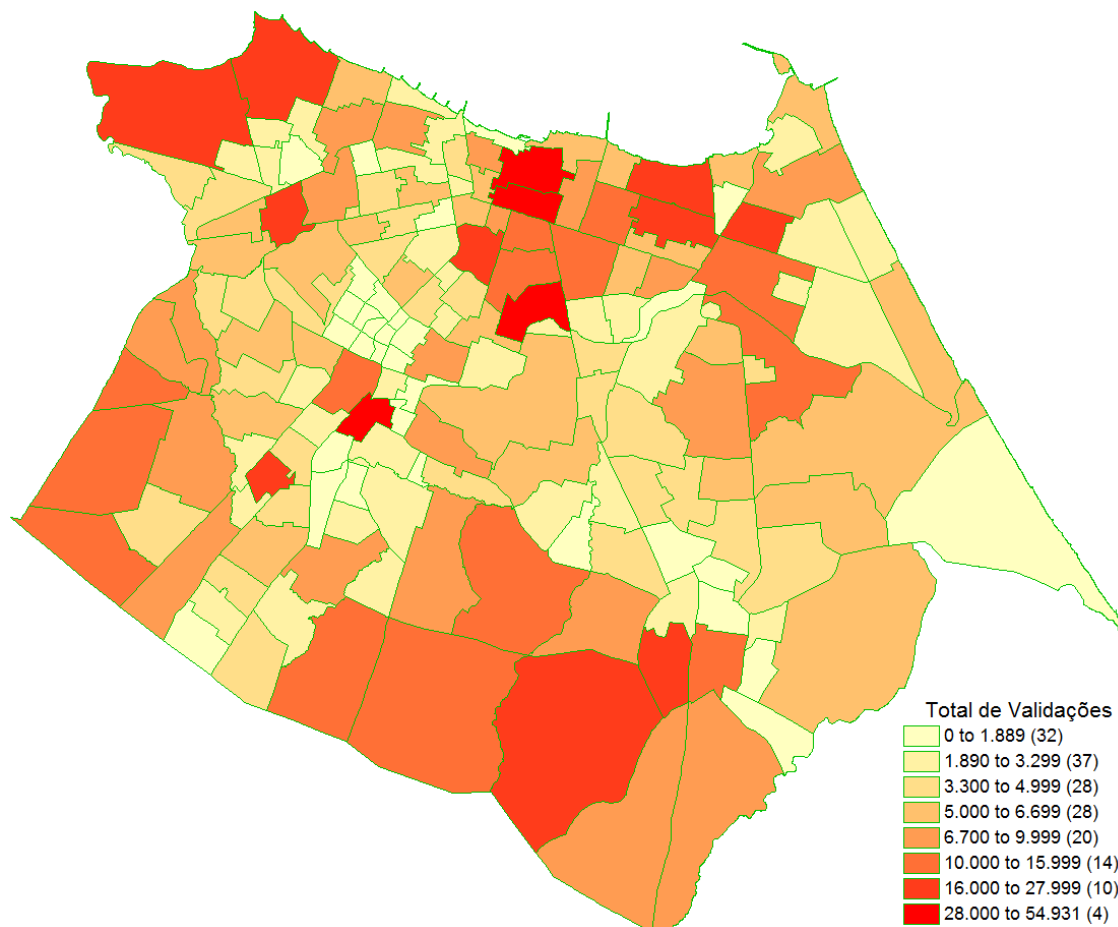 Total de Validações
0 to 1.889 (32)
1.890 to 3.299 (37)
3.300 to 4.999 (28)
5.000 to 6.699 (28)
6.700 to 9.999 (20)
10.000 to 15.999 (14)
16.000 to 27.999 (10)
28.000 to 54.931 (4)